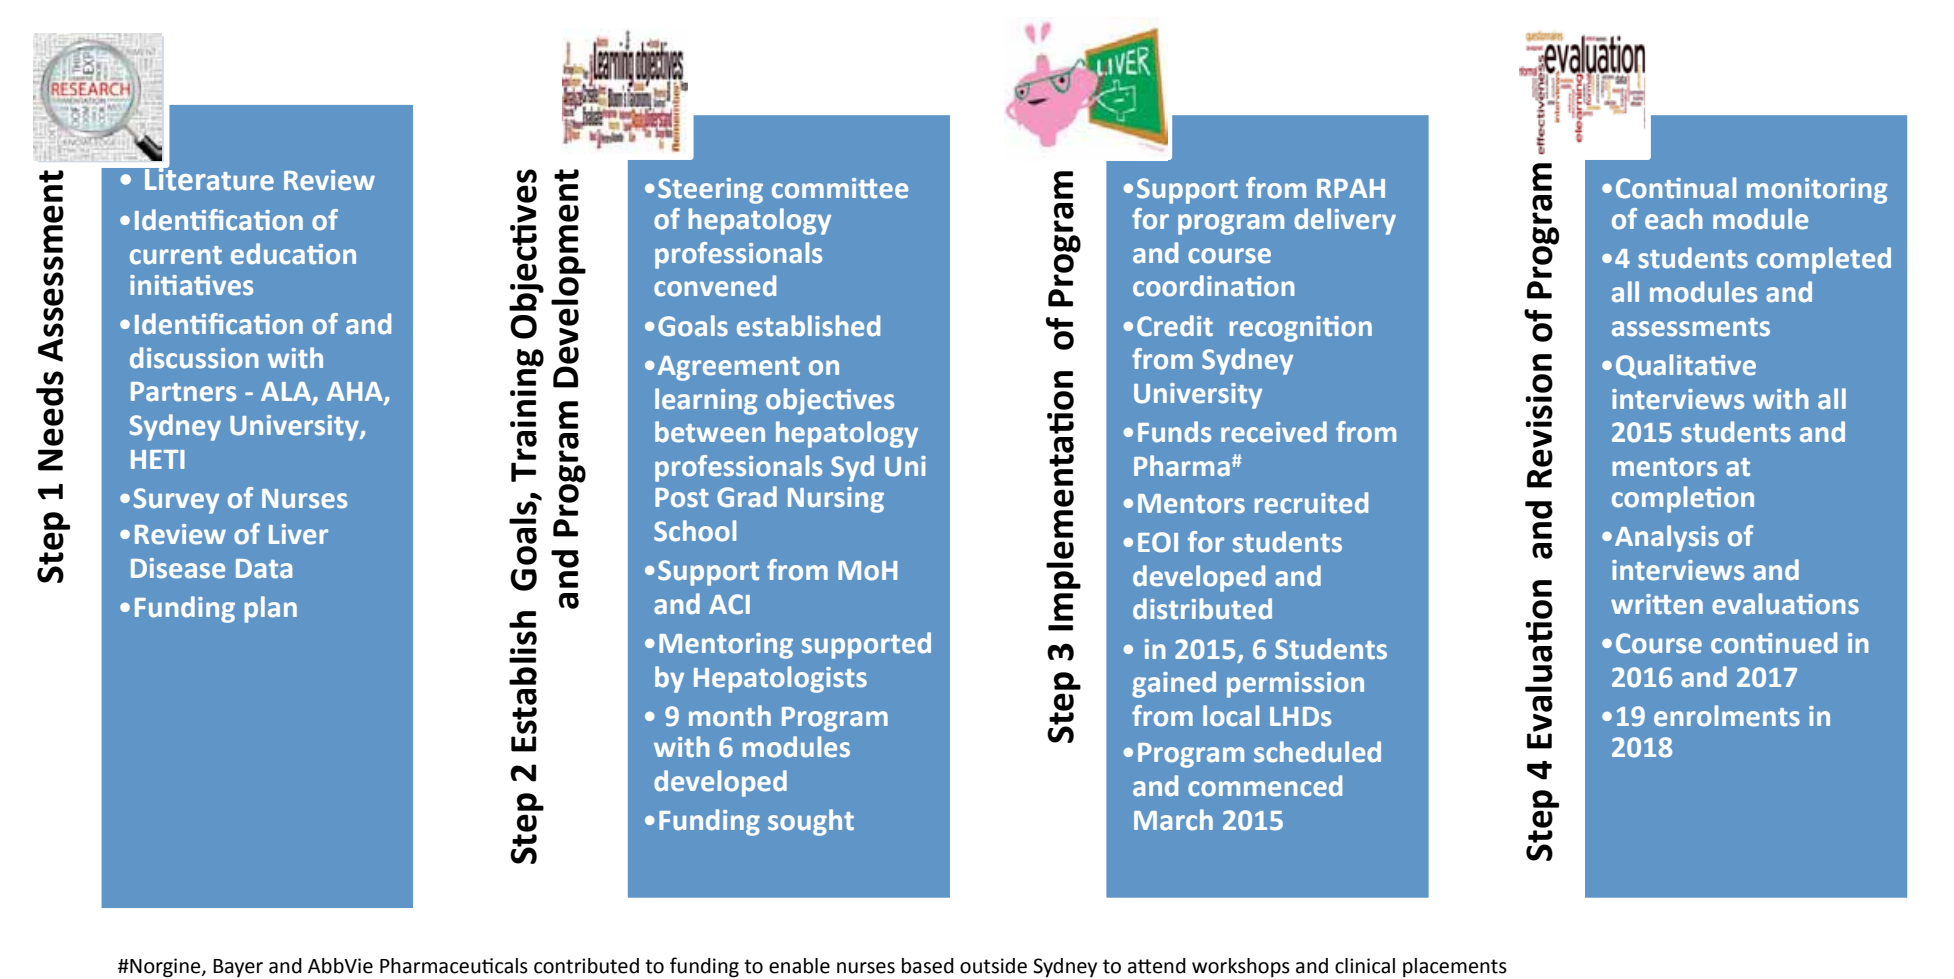 RESEARCH
Step 1 Needs Assessment
• Literature Review
•Identification of
current education
initiatives
•Identification of and
discussion with
Partners - ALA, AHA,
Sydney University,
HETI
•Survey of Nurses
•Review of Liver
Disease Data
•Funding plan
Learning objectives
Step 2 Establish Goals, Training Objectives
and Program Development
•Steering committee
of hepatology
professionals
convened
•Goals established
•Agreement on
learning objectives
between hepatology
professionals Syd Uni
Post Grad Nursing
School
•Support from MoH
and ACI
•Mentoring supported
by Hepatologists
• 9 month Program
with 6 modules
developed
•Funding sought
LIVER
Step 3 Implementation of Program
•Support from RPAH
for program delivery
and course
coordination
•Credit recognition
from Sydney
University
•Funds received from
Pharma#
•Mentors recruited
•EOI for students
developed and
distributed
• in 2015, 6 Students
gained permission
from local LHDs
•Program scheduled
and commenced
March 2015
questionnaires
evaluation
effectiveness
elearning
Step 4 Evaluation and Revision of Program
•Continual monitoring
of each module
•4 students completed
all modules and
assessments
•Qualitative
interviews with all
2015 students and
mentors at
completion
•Analysis of
interviews and
written evaluations
•Course continued in
2016 and 2017
•19 enrolments in
2018
#Norgine, Bayer and AbbVie Pharmaceuticals contributed to funding to enable nurses based outside Sydney to attend workshops and clinical placements